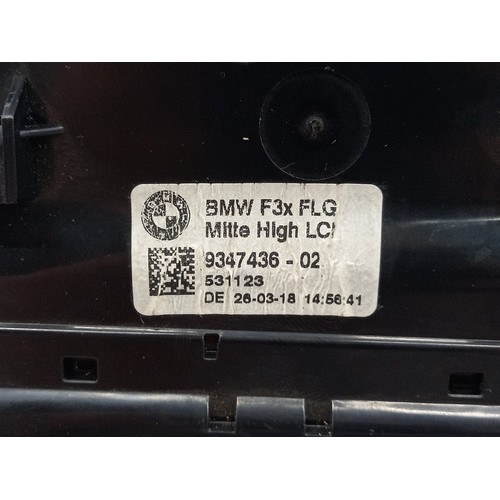 BMW F3x FLG
Mitte High LCI
9347436 - 02
531123
DE 26-03-18 14:56:41